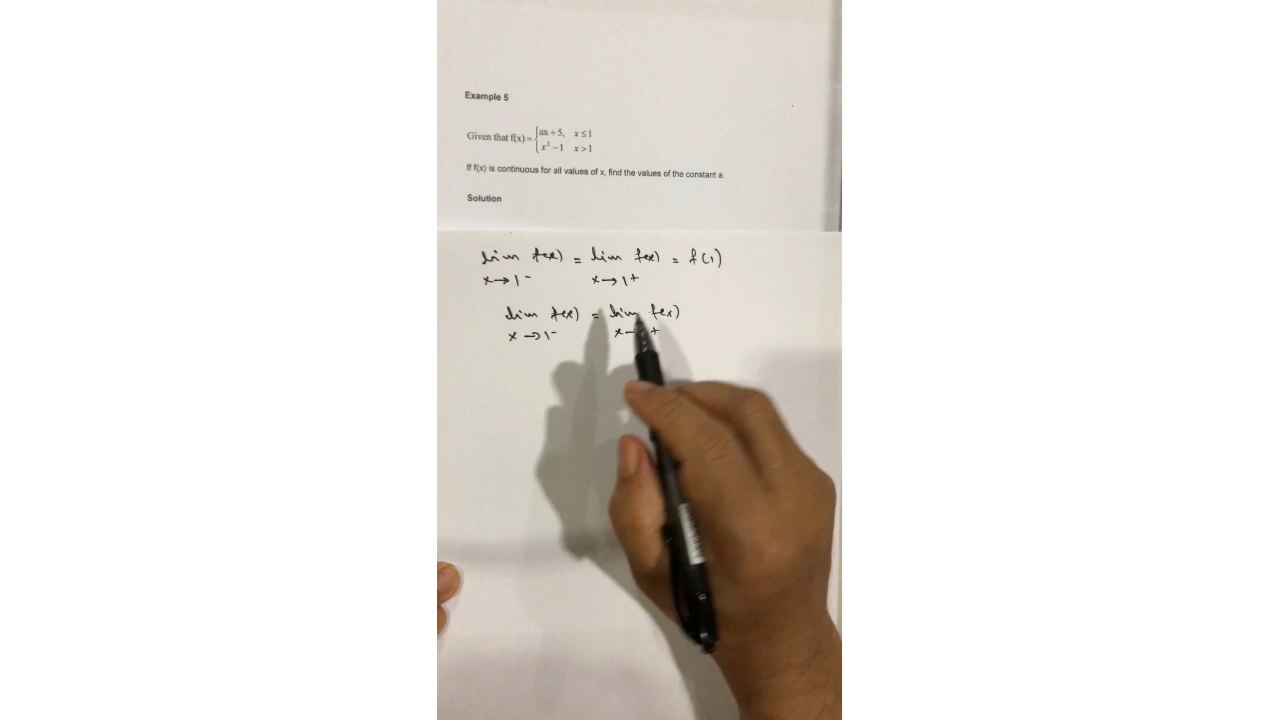 Example 5
Given that f(x) = { ax + 5, x ≤ 1
x² − 1 x > 1
If f(x) is continuous for all values of x, find the values of the constant a.
Solution
lim f(x) = lim f(x) = f(1)
x→1⁻ x→1⁺
lim f(x) = lim f(x)
x→1⁻ x→ ⁺